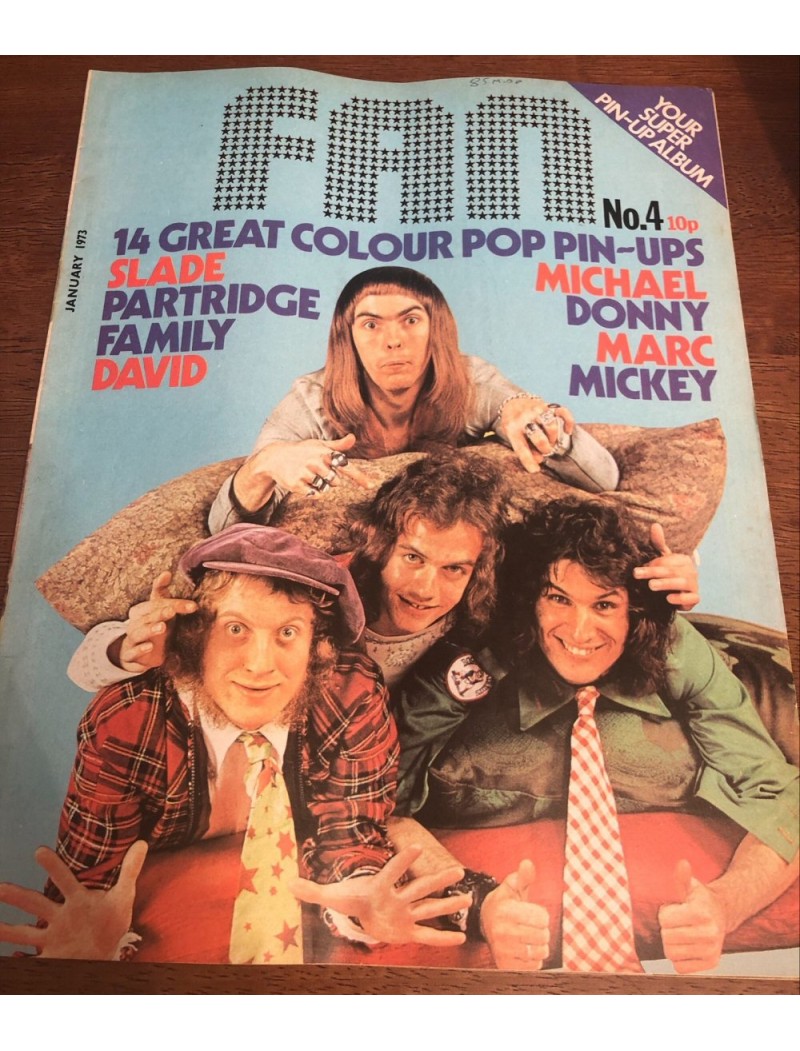 FAN
YOUR
SUPER
PIN-UP ALBUM
No.4 10p
JANUARY 1973
14 GREAT COLOUR POP PIN-UPS
SLADE
PARTRIDGE
FAMILY
DAVID
MICHAEL
DONNY
MARC
MICKEY